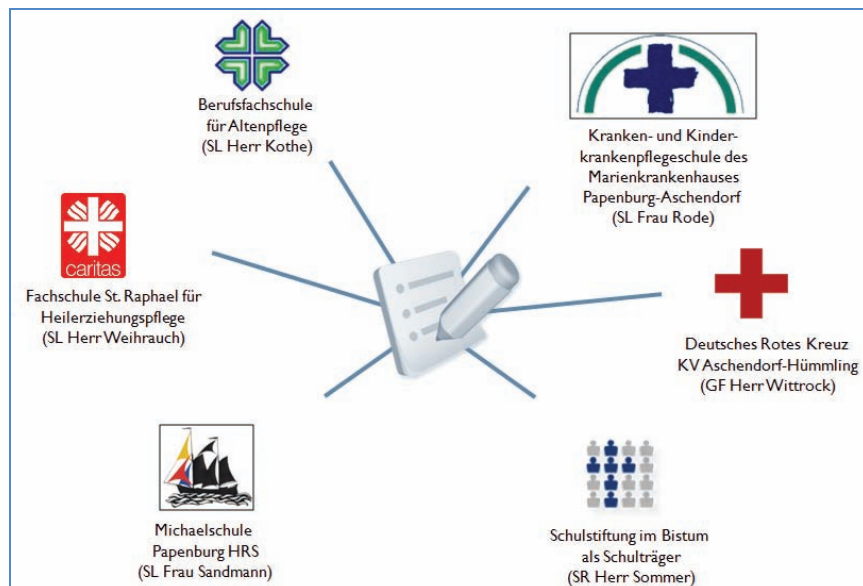 Berufsfachschule
für Altenpflege
(SL Herr Kothe)
Kranken- und Kinder-
krankenpflegeschule des
Marienkrankenhauses
Papenburg-Aschendorf
(SL Frau Rode)
caritas
Fachschule St. Raphael für
Heilerziehungspflege
(SL Herr Weihrauch)
Deutsches Rotes Kreuz
KV Aschendorf-Hümmling
(GF Herr Wittrock)
Michaelschule
Papenburg HRS
(SL Frau Sandmann)
Schulstiftung im Bistum
als Schulträger
(SR Herr Sommer)